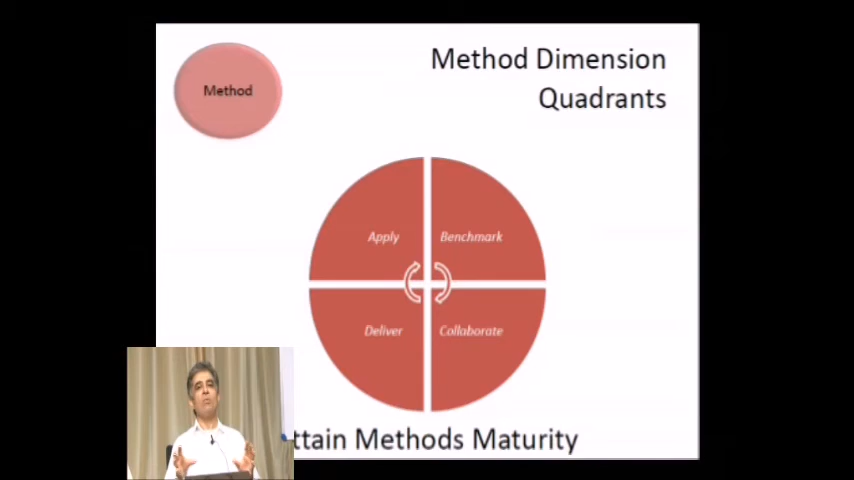 Method
Method Dimension
Quadrants
Apply
Benchmark
Deliver
Collaborate
ttain Methods Maturity